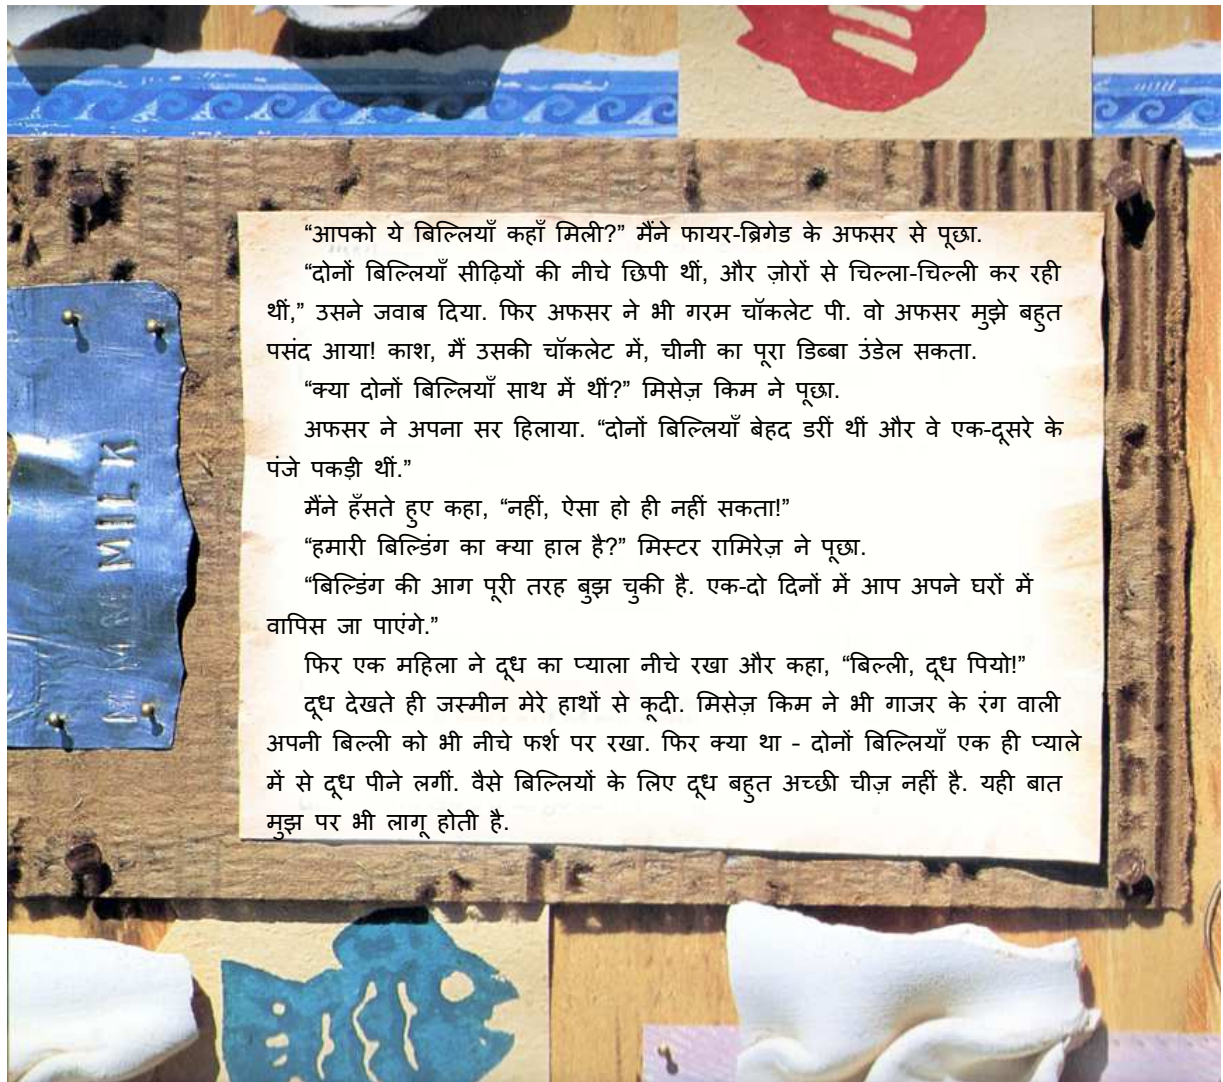 “आपको ये बिल्लियाँ कहाँ मिली?” मैंने फायर-ब्रिगेड के अफसर से पूछा.
“दोनों बिल्लियाँ सीढ़ियों की नीचे छिपी थीं, और ज़ोरों से चिल्ला-चिल्ली कर रही
थीं,” उसने जवाब दिया. फिर अफसर ने भी गरम चॉकलेट पी. वो अफसर मुझे बहुत
पसंद आया! काश, मैं उसकी चॉकलेट में, चीनी का पूरा डिब्बा उंडेल सकता.
“क्या दोनों बिल्लियाँ साथ में थीं?” मिसेज़ किम ने पूछा.
अफसर ने अपना सर हिलाया. “दोनों बिल्लियाँ बेहद डरीं थीं और वे एक-दूसरे के
पंजे पकड़ी थीं.”
मैंने हँसते हुए कहा, “नहीं, ऐसा हो ही नहीं सकता!”
“हमारी बिल्डिंग का क्या हाल है?” मिस्टर रामिरेज़ ने पूछा.
“बिल्डिंग की आग पूरी तरह बुझ चुकी है. एक-दो दिनों में आप अपने घरों में
वापिस जा पाएंगे.”
फिर एक महिला ने दूध का प्याला नीचे रखा और कहा, “बिल्ली, दूध पियो!”
दूध देखते ही जस्मीन मेरे हाथों से कूदी. मिसेज़ किम ने भी गाजर के रंग वाली
अपनी बिल्ली को भी नीचे फर्श पर रखा. फिर क्या था – दोनों बिल्लियाँ एक ही प्याले
में से दूध पीने लगीं. वैसे बिल्लियों के लिए दूध बहुत अच्छी चीज़ नहीं है. यही बात
मुझ पर भी लागू होती है.
M M M MILK